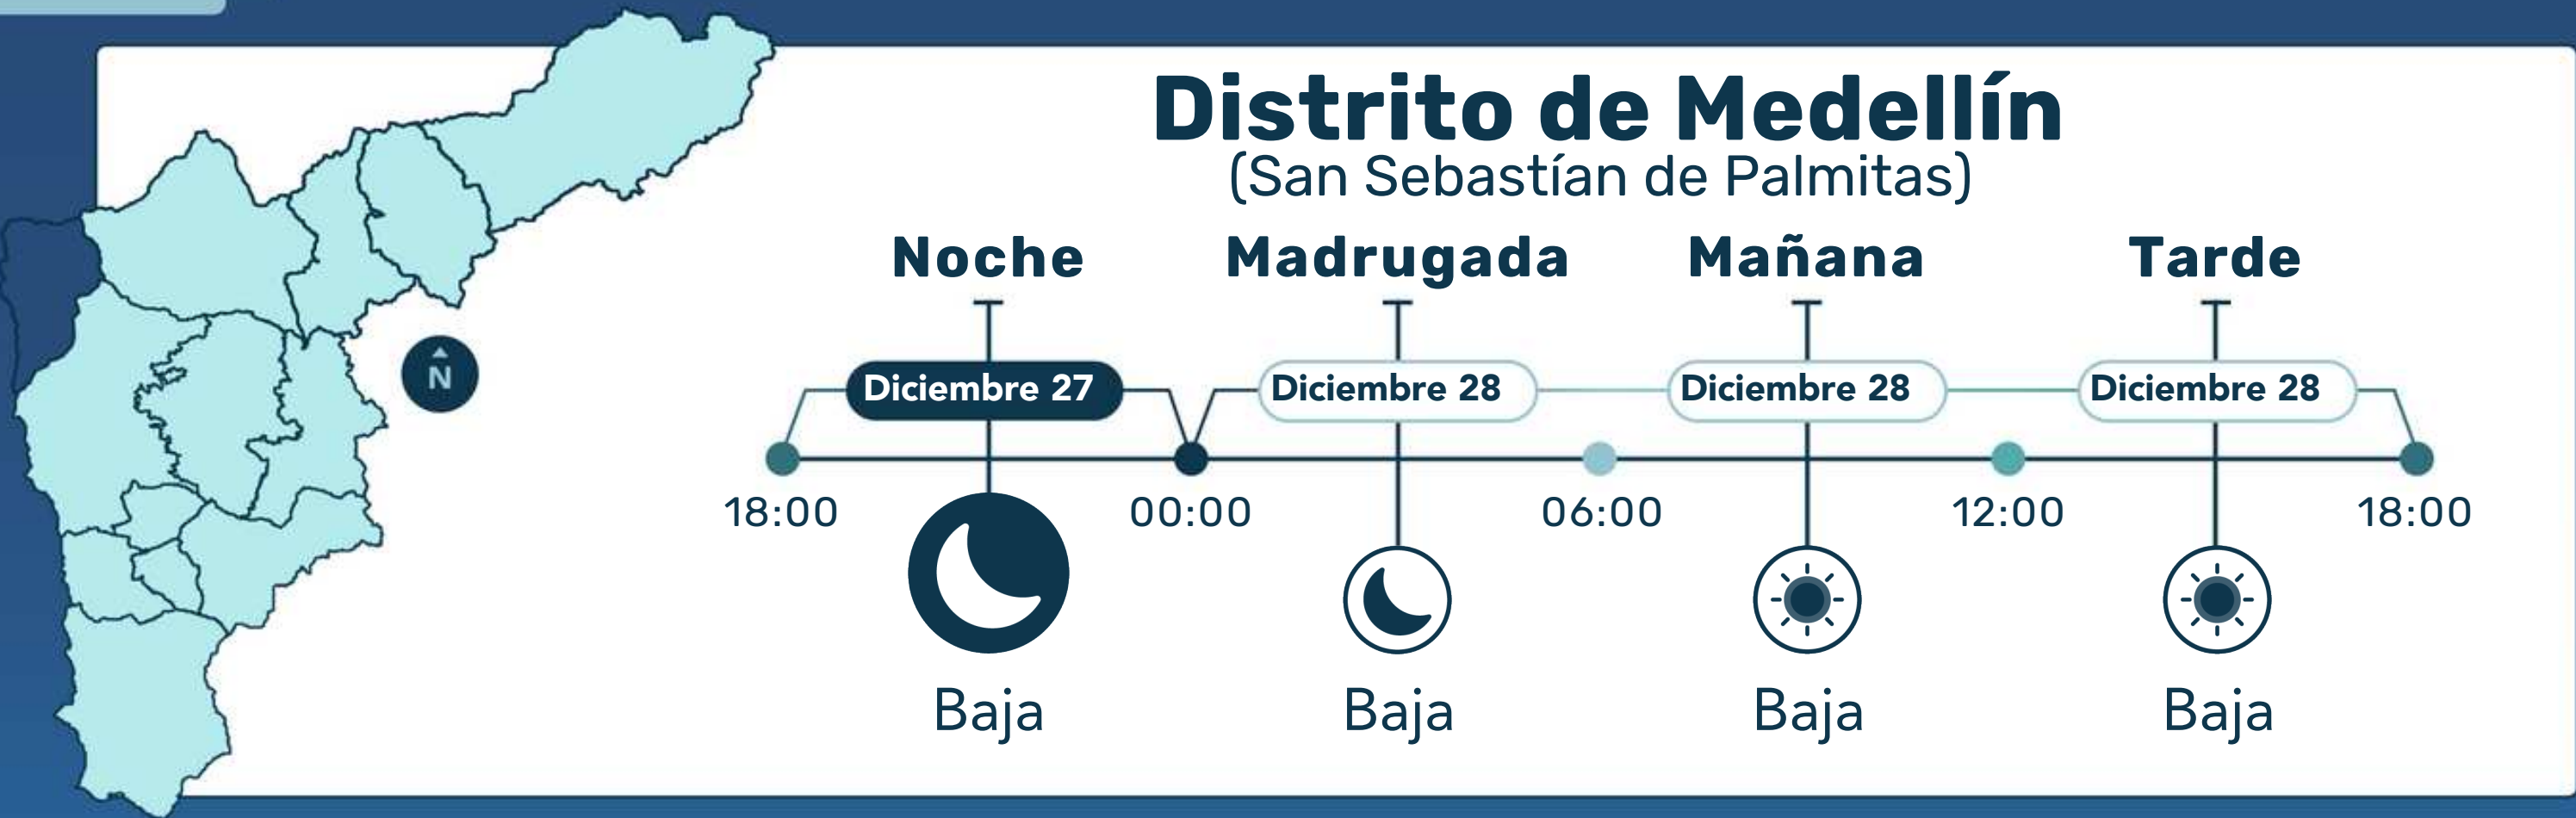 Distrito de Medellín
(San Sebastían de Palmitas)
Noche Madrugada Mañana Tarde
Diciembre 27 Diciembre 28 Diciembre 28 Diciembre 28
N
18:00 00:00 06:00 12:00 18:00
Baja Baja Baja Baja